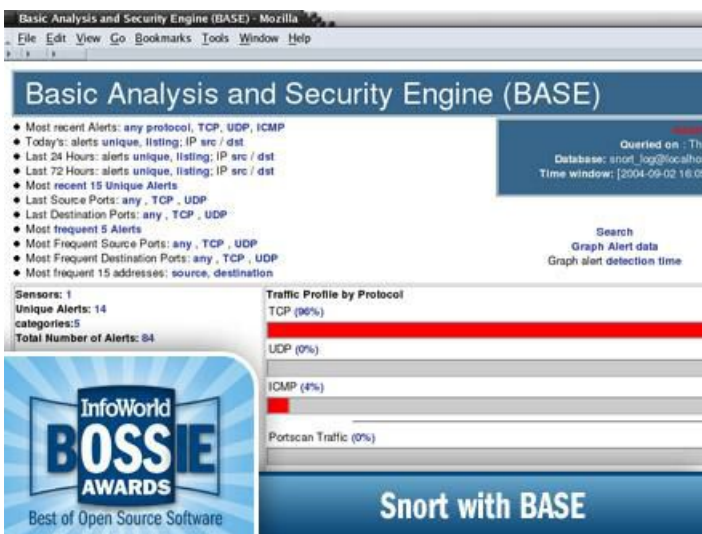 Basic Analysis and Security Engine (BASE) - Mozilla
File Edit View Go Bookmarks Tools Window Help
Basic Analysis and Security Engine (BASE)
Most recent Alerts: any protocol, TCP, UDP, ICMP
Today's: alerts unique, listing; IP src / dst
Last 24 Hours: alerts unique, listing; IP src / dst
Last 72 Hours: alerts unique, listing; IP src / dst
Most recent 15 Unique Alerts
Last Source Ports: any , TCP , UDP
Last Destination Ports: any , TCP , UDP
Most frequent 5 Alerts
Most Frequent Source Ports: any , TCP , UDP
Most Frequent Destination Ports: any , TCP , UDP
Most frequent 15 addresses: source, destination
Queried on : Th
Database: snort_log@localho
Time window: [2004-09-02 16:05
Search
Graph Alert data
Graph alert detection time
Sensors: 1
Unique Alerts: 14
categories:5
Total Number of Alerts: 84
Traffic Profile by Protocol
TCP (96%)
UDP (0%)
ICMP (4%)
Portscan Traffic (0%)
InfoWorld
BOSSIE
AWARDS
Best of Open Source Software
Snort with BASE